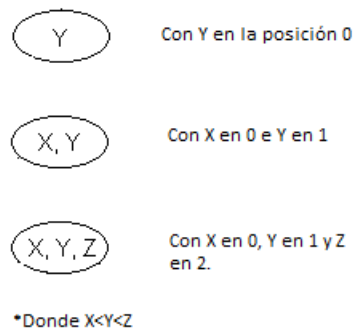 Y Con Y en la posición 0
X, Y Con X en 0 e Y en 1
X, Y, Z Con X en 0, Y en 1 y Z
en 2.
*Donde X<Y<Z